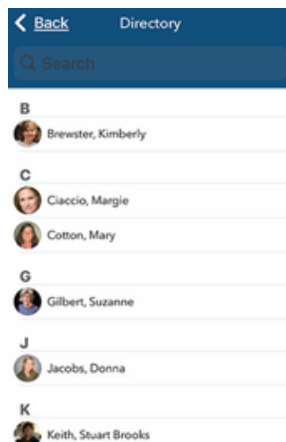 Back Directory
Search
B
Brewster, Kimberly
C
Ciaccio, Margie
Cotton, Mary
G
Gilbert, Suzanne
J
Jacobs, Donna
K
Keith, Stuart Brooks